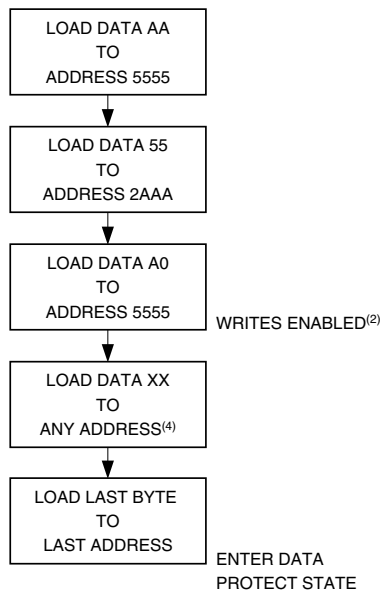 LOAD DATA AA
TO
ADDRESS 5555
LOAD DATA 55
TO
ADDRESS 2AAA
LOAD DATA A0
TO
ADDRESS 5555
WRITES ENABLED(2)
LOAD DATA XX
TO
ANY ADDRESS(4)
LOAD LAST BYTE
TO
LAST ADDRESS
ENTER DATA
PROTECT STATE